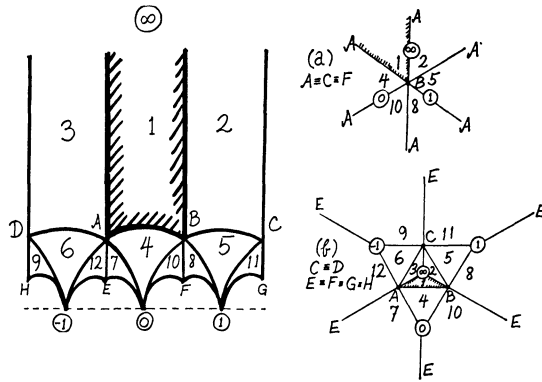 ∞
3 1 2
D A B C
6 4 5
9 12 7 10 8 11
H E F G
-1 0 1
(a)
A=C=F
A
A ∞ A
1 2
4 B 5
0 10 8 1
A A
A
(b)
C=D
E=F=G=H
E
E E
9 11
-1 C 1
6 5
12 3 ∞ 2 8
A 1 B
7 4 10
0
E E
E